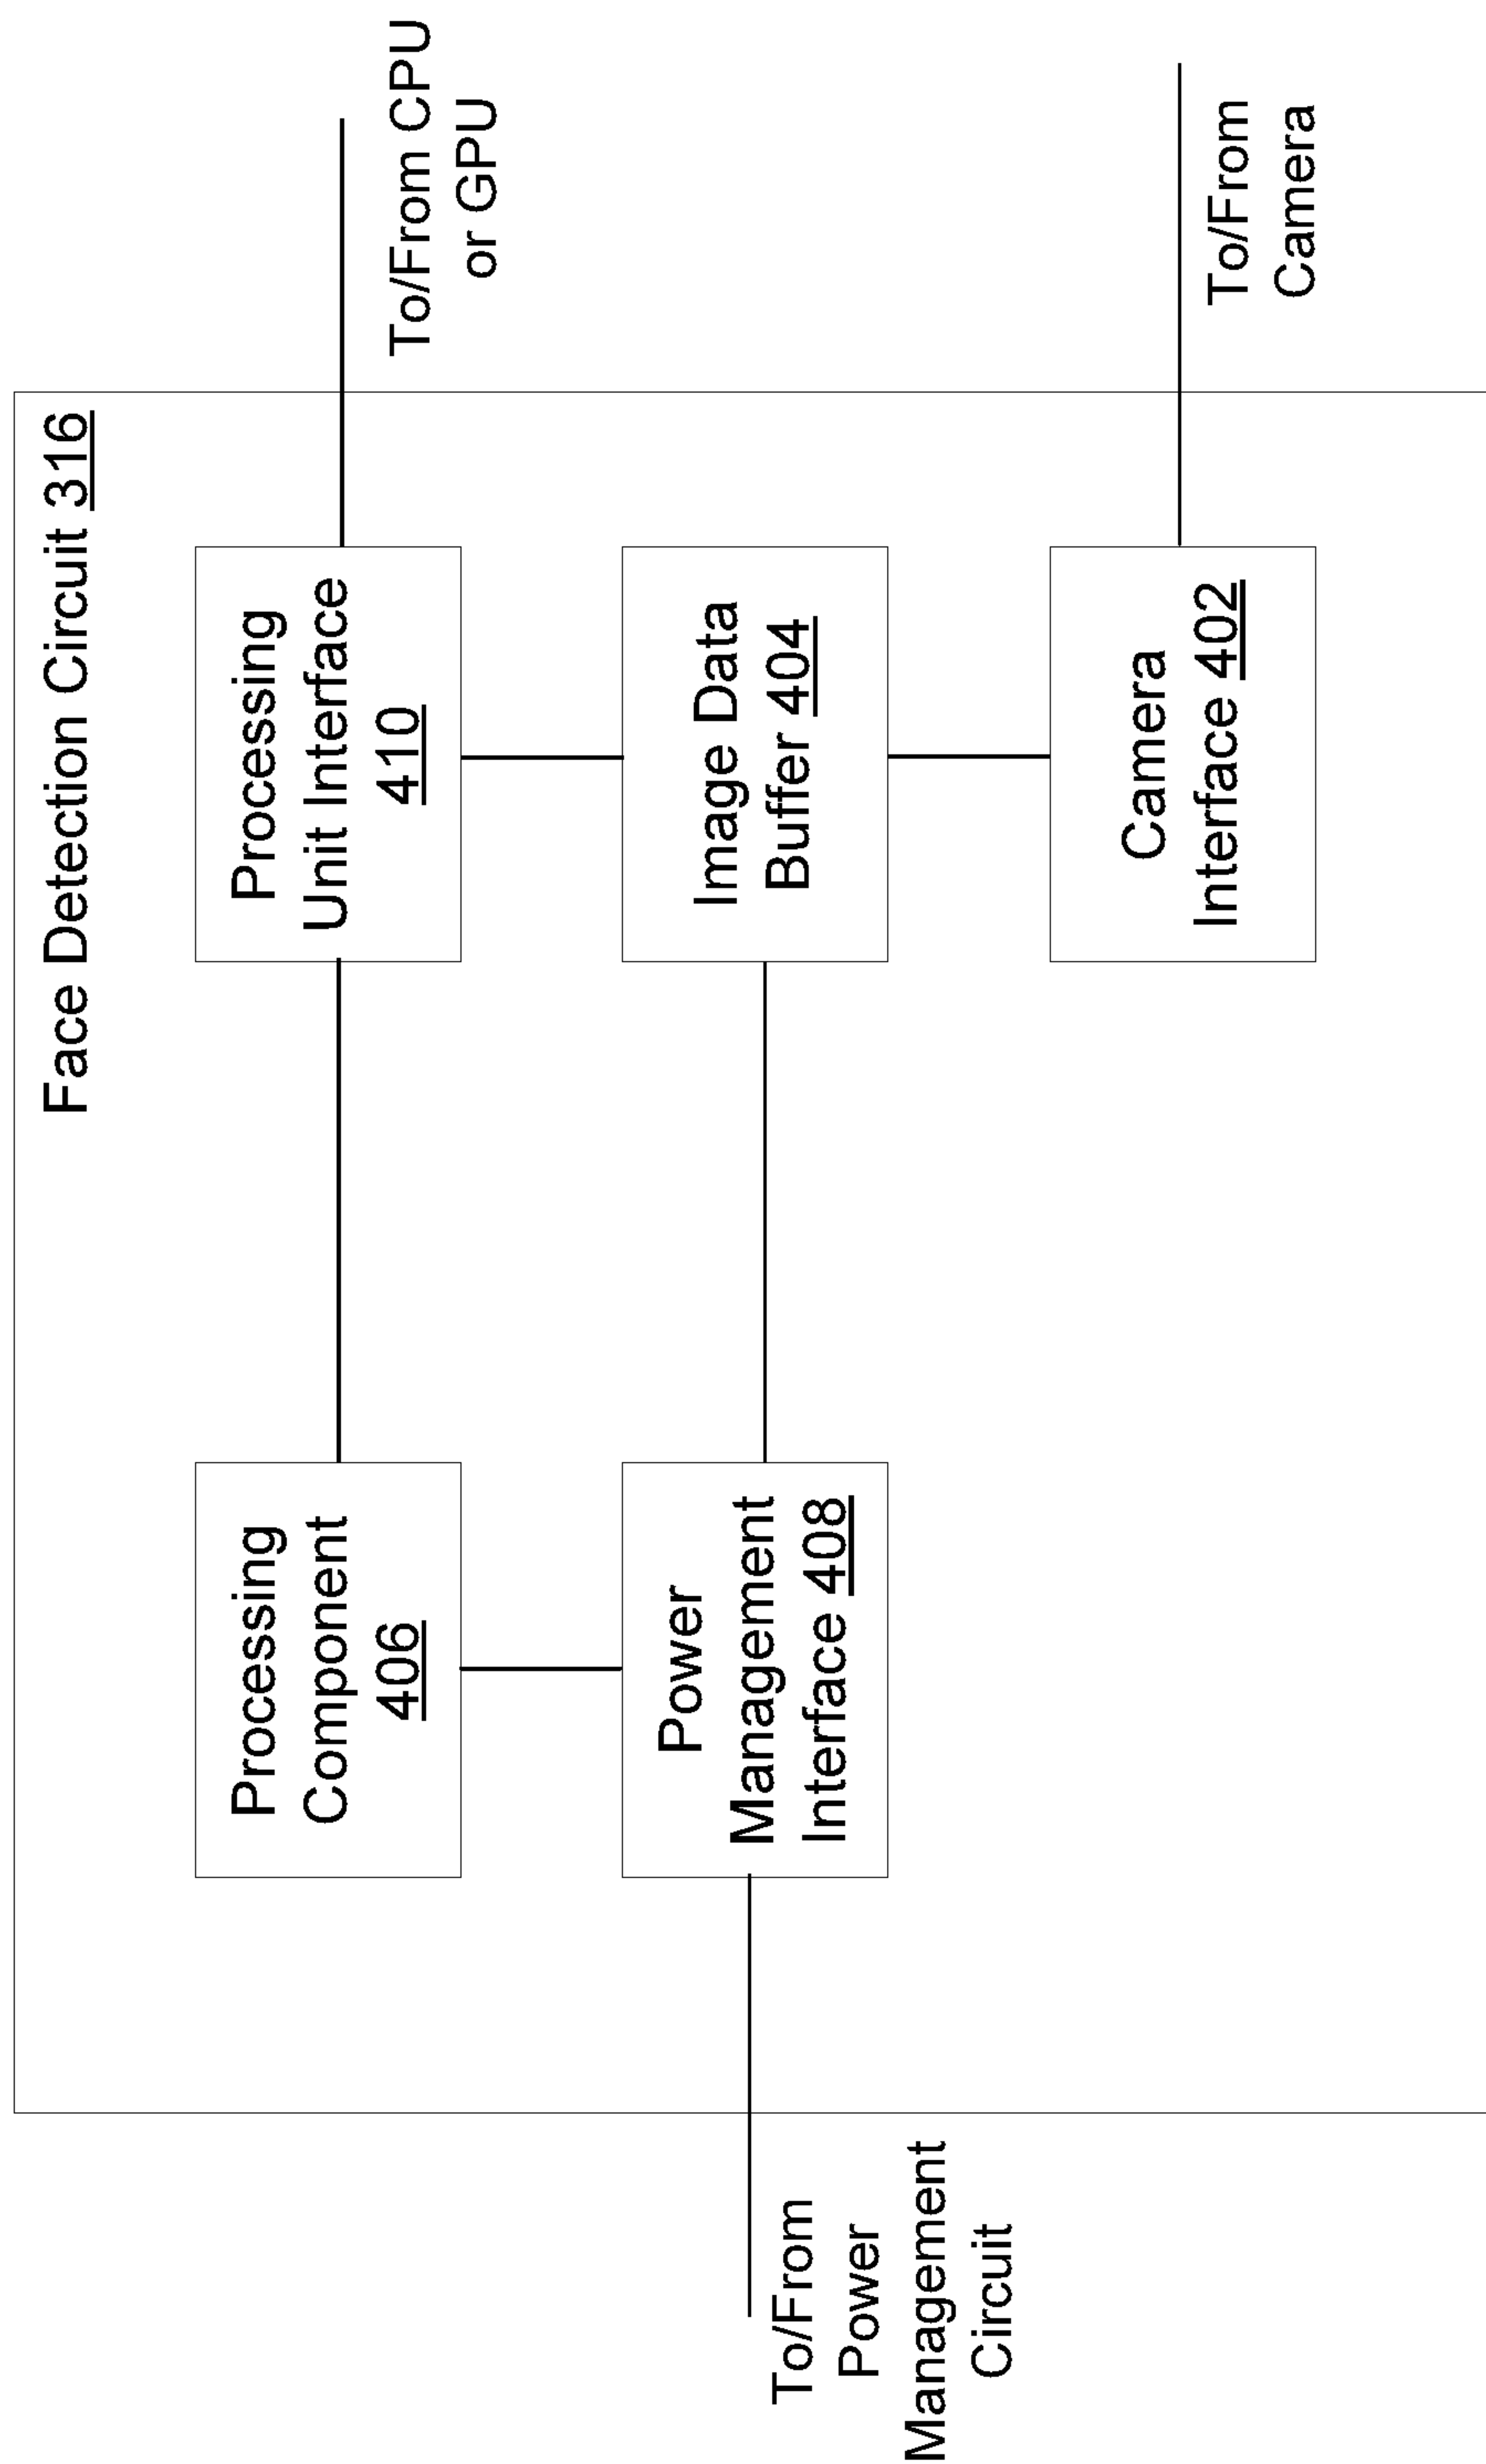 Face Detection Circuit 316
Processing
Component
406
Processing
Unit Interface
410
To/From CPU
or GPU
Power
Management
Interface 408
Image Data
Buffer 404
To/From
Power
Management
Circuit
Camera
Interface 402
To/From
Camera